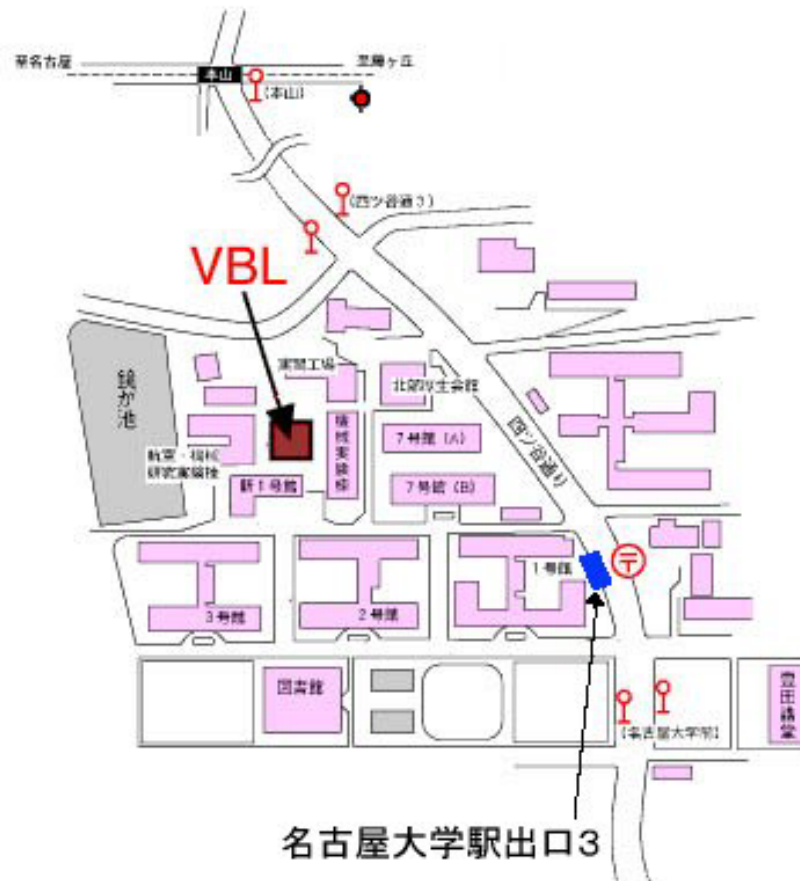 至名古屋
本山
至藤ヶ丘
(本山)
(四ツ谷通3)
VBL
鏡が池
実習工場
北部厚生会館
機械実験棟
7号館 (A)
四ツ谷通り
航空・機械
研究実験棟
新1号館
7号館 (B)
1号館
〒
3号館
2号館
図書館
豊田講堂
(名古屋大学前)
名古屋大学駅出口3